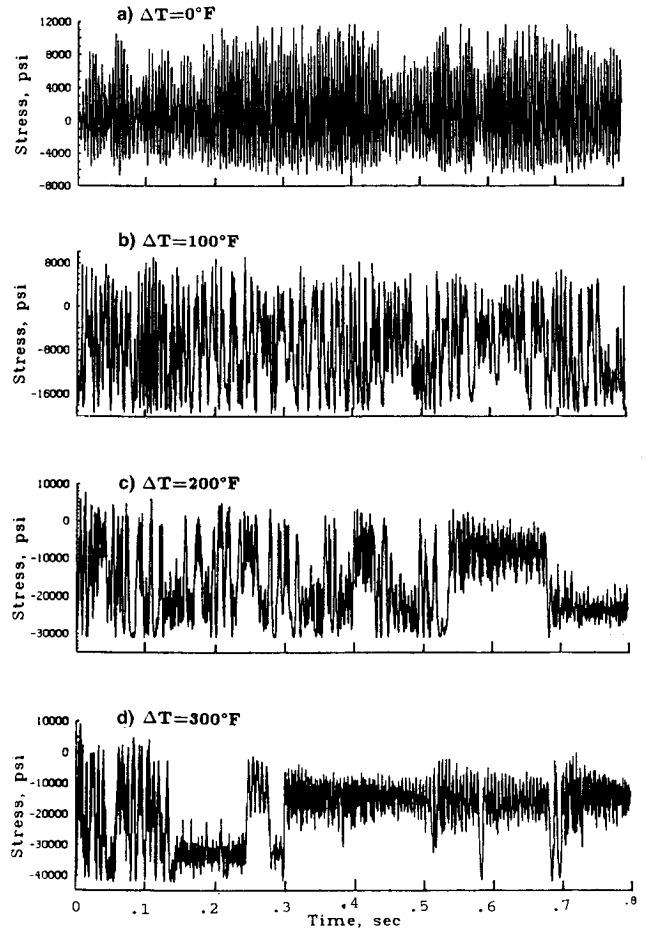 a) ΔT=0°F
12000
8000
4000
0
-4000
-8000
Stress, psi
b) ΔT=100°F
8000
0
-8000
-16000
Stress, psi
c) ΔT=200°F
10000
0
-10000
-20000
-30000
Stress, psi
d) ΔT=300°F
10000
0
-10000
-20000
-30000
-40000
Stress, psi
0 .1 .2 .3 .4 .5 .6 .7 .8
Time, sec